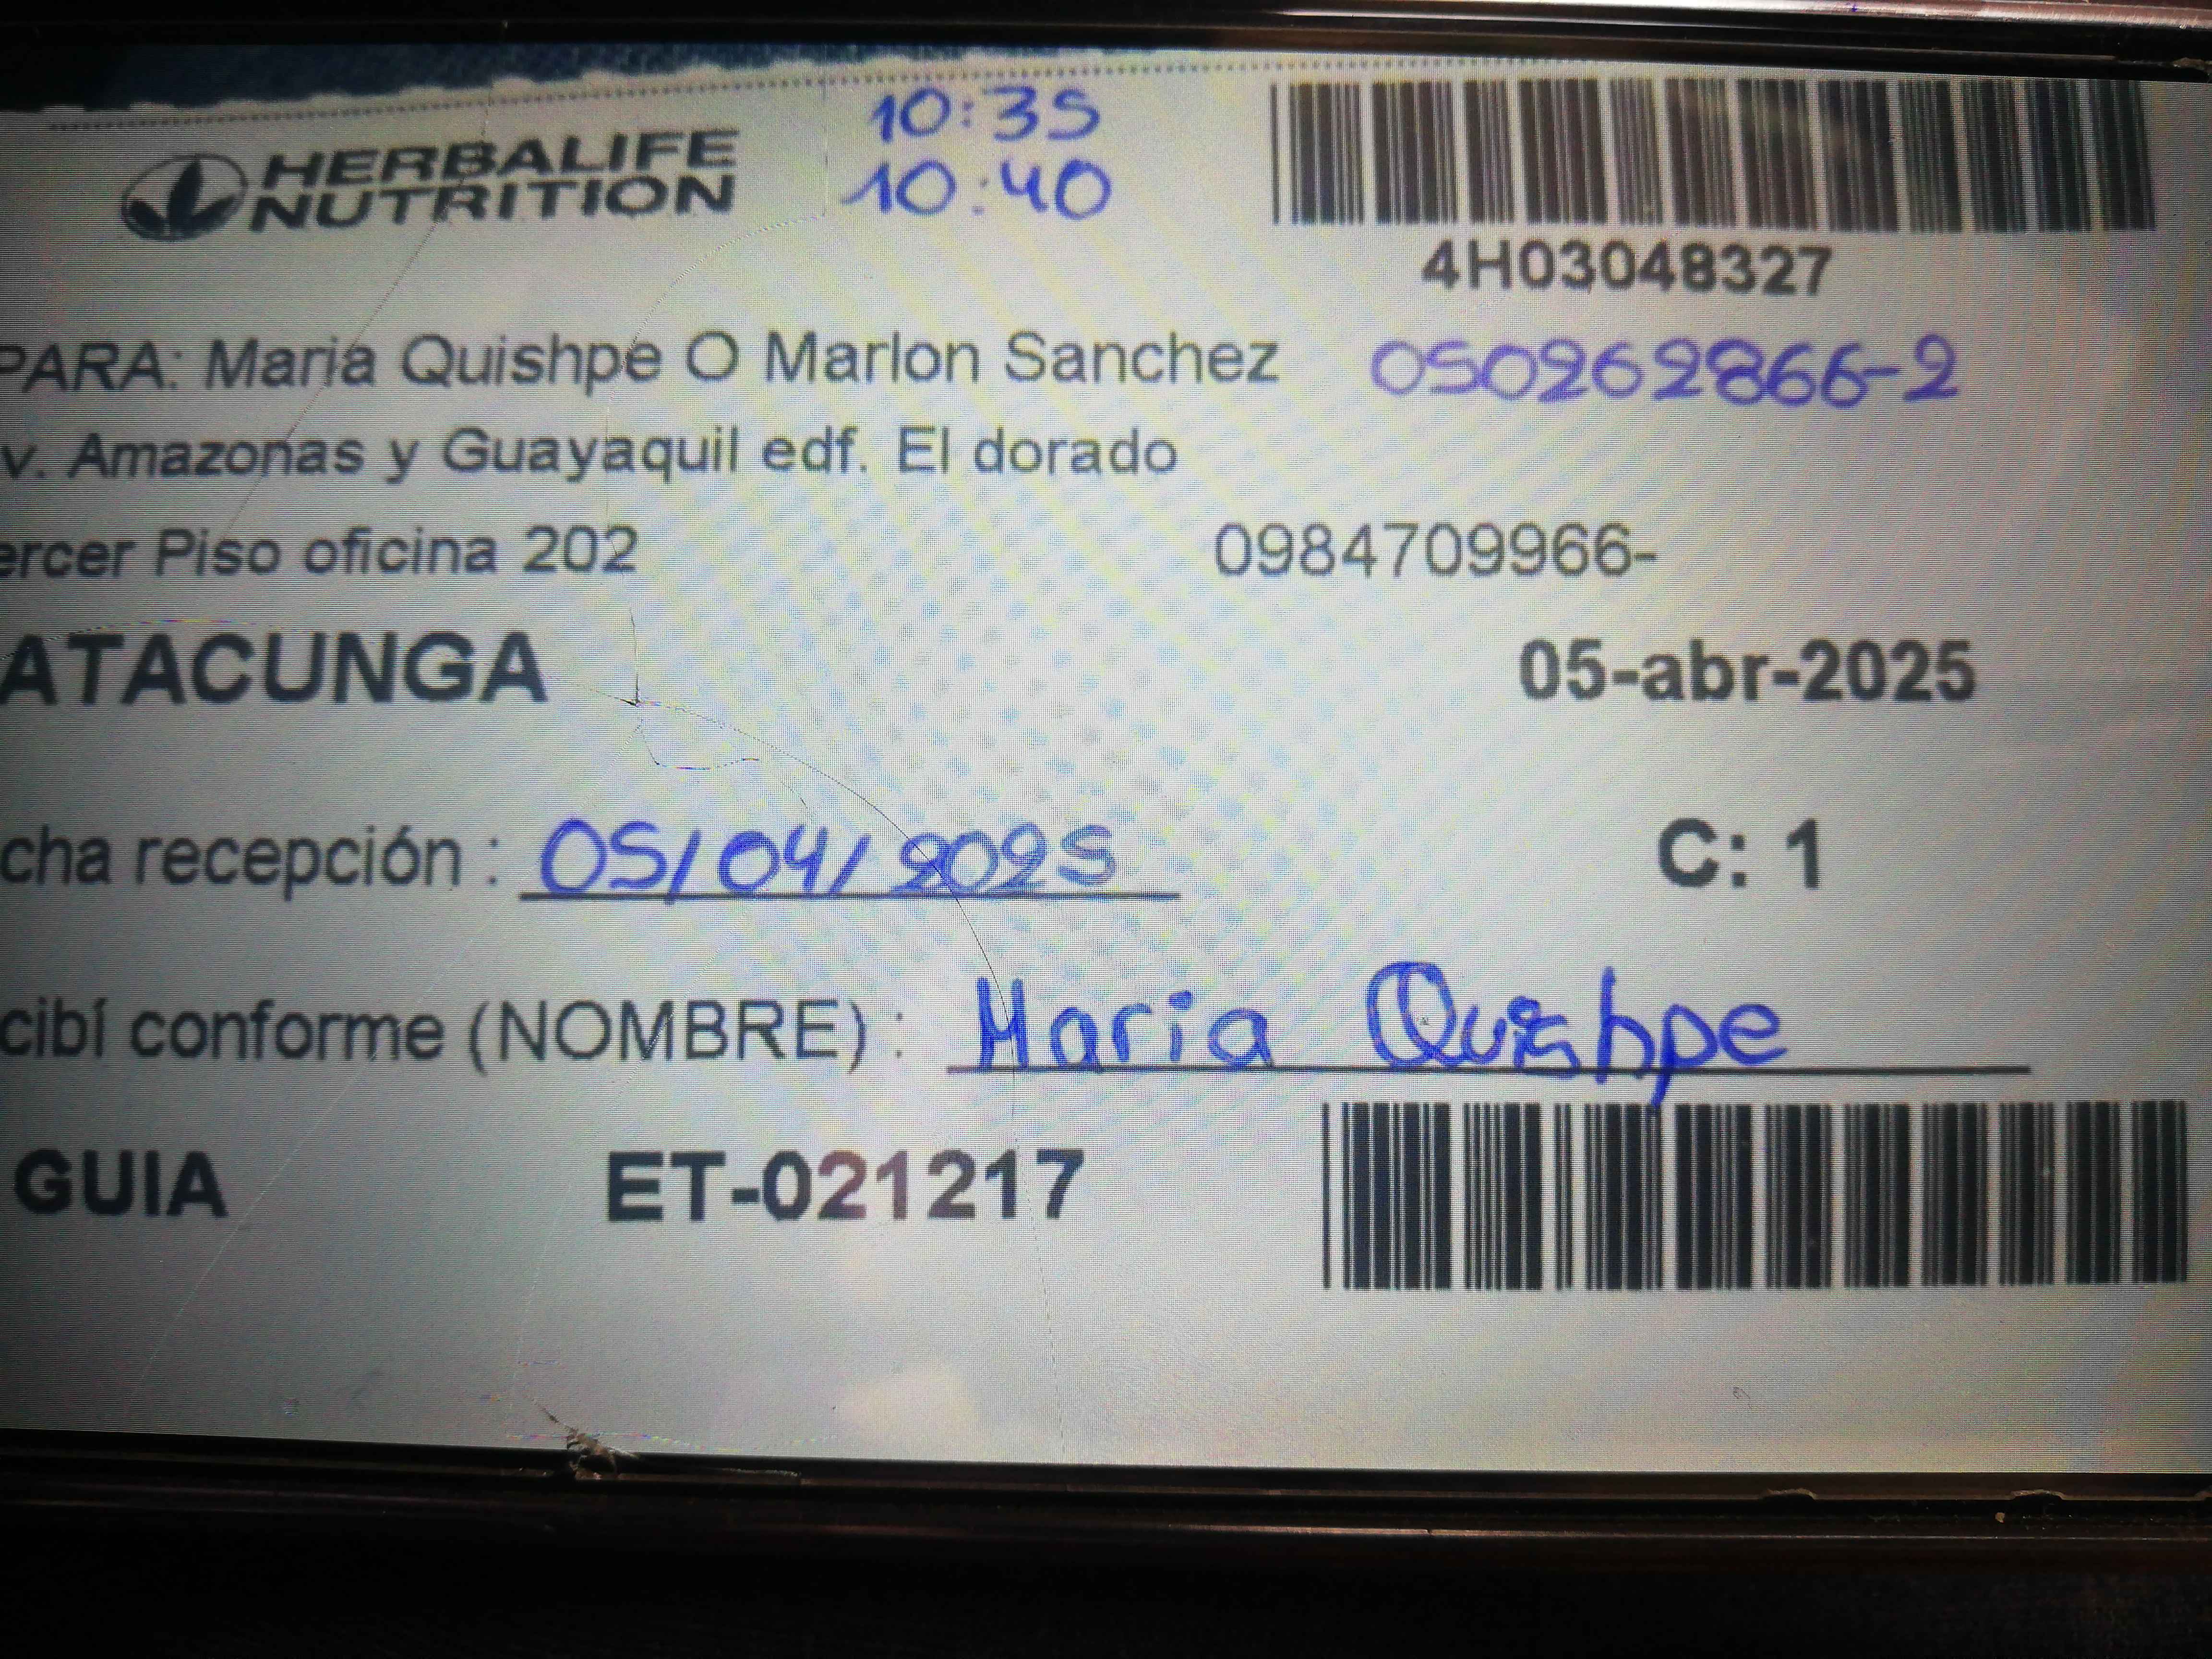 HERBALIFE
NUTRITION
10:35
10:40
4H03048327
PARA: Maria Quishpe O Marlon Sanchez 050262866-2
v. Amazonas y Guayaquil edf. El dorado
ercer Piso oficina 202 0984709966-
ATACUNGA 05-abr-2025
cha recepción : 05/04/2025 C: 1
cibí conforme (NOMBRE) : Maria Quishpe
GUIA ET-021217